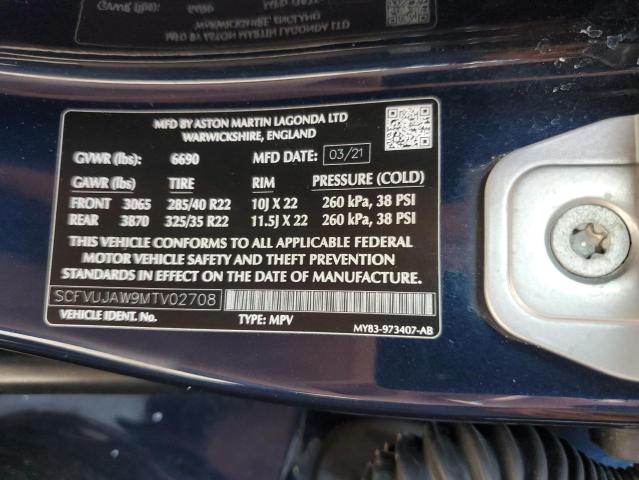 MFD BY ASTON MARTIN LAGONDA LTD
WARWICKSHIRE, ENGLAND
GVWR (lbs): 6690 MFD DATE: 03/21
GAWR (lbs): TIRE RIM PRESSURE (COLD)
FRONT 3065 285/40 R22 10J X 22 260 kPa, 38 PSI
REAR 3870 325/35 R22 11.5J X 22 260 kPa, 38 PSI
THIS VEHICLE CONFORMS TO ALL APPLICABLE FEDERAL
MOTOR VEHICLE SAFETY AND THEFT PREVENTION
STANDARDS IN EFFECT ON THE DATE OF MANUFACTURE.
SCFVUJAW9MTV02708
VEHICLE IDENT. No. TYPE: MPV MY83-973407-AB